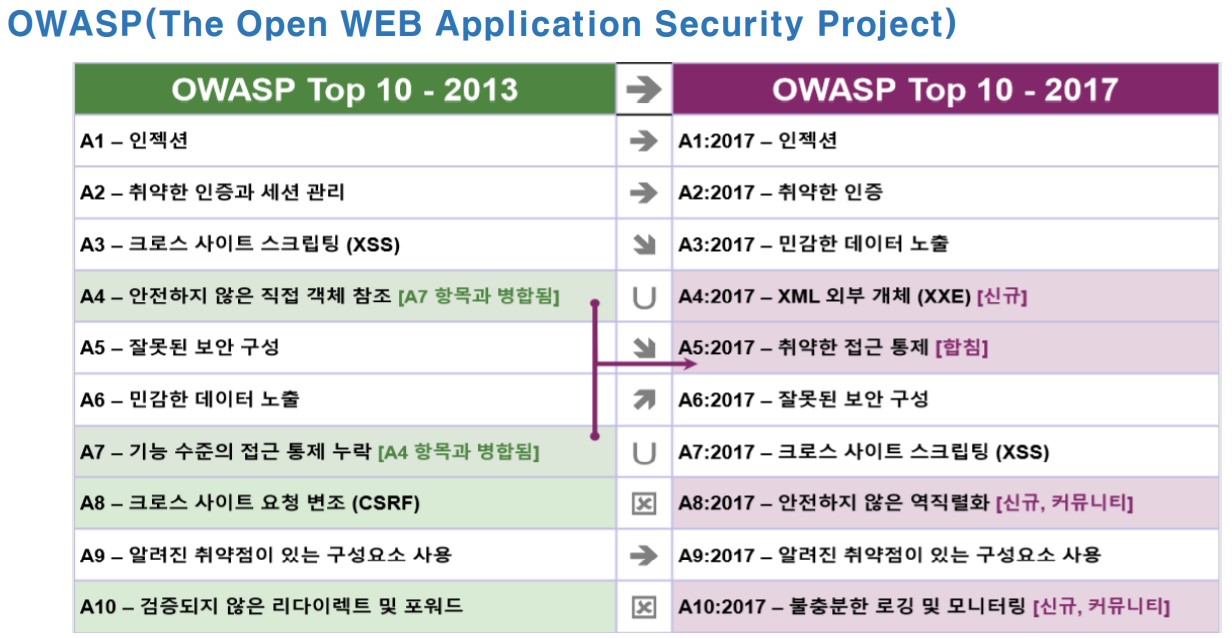 OWASP(The Open WEB Application Security Project)
OWASP Top 10 - 2013 → OWASP Top 10 - 2017
A1 – 인젝션 → A1:2017 – 인젝션
A2 – 취약한 인증과 세션 관리 → A2:2017 – 취약한 인증
A3 – 크로스 사이트 스크립팅 (XSS) ↘ A3:2017 – 민감한 데이터 노출
A4 – 안전하지 않은 직접 객체 참조 [A7 항목과 병합됨] U A4:2017 – XML 외부 개체 (XXE) [신규]
A5 – 잘못된 보안 구성 ↘ A5:2017 – 취약한 접근 통제 [합침]
A6 – 민감한 데이터 노출 ↗ A6:2017 – 잘못된 보안 구성
A7 – 기능 수준의 접근 통제 누락 [A4 항목과 병합됨] U A7:2017 – 크로스 사이트 스크립팅 (XSS)
A8 – 크로스 사이트 요청 변조 (CSRF) ☒ A8:2017 – 안전하지 않은 역직렬화 [신규, 커뮤니티]
A9 – 알려진 취약점이 있는 구성요소 사용 → A9:2017 – 알려진 취약점이 있는 구성요소 사용
A10 – 검증되지 않은 리다이렉트 및 포워드 ☒ A10:2017 – 불충분한 로깅 및 모니터링 [신규, 커뮤니티]